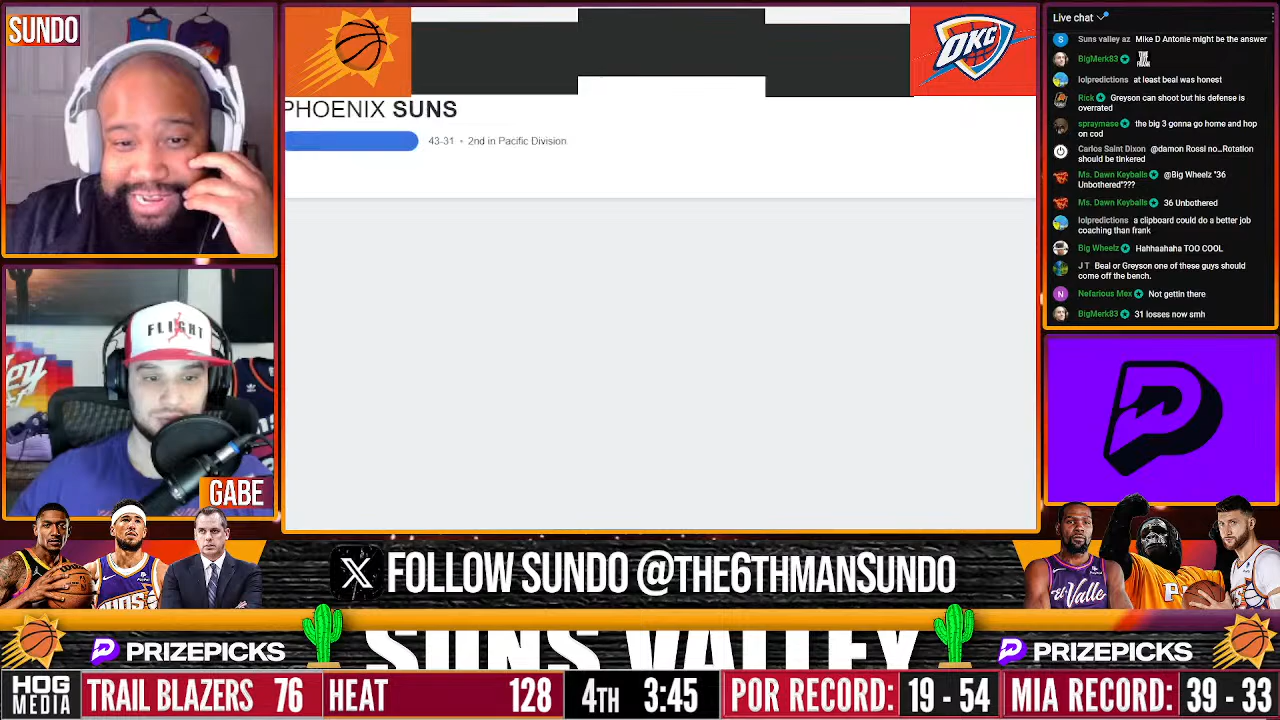 SUNDO
OKC
PHOENIX SUNS
43-31 • 2nd in Pacific Division
Live chat
S Suns valley az Mike D Antonie might be the answer
BigMerk83
lolpredictions at least beal was honest
Rick Greyson can shoot but his defense is
overrated
spraymase the big 3 gonna go home and hop
on cod
Carlos Saint Dixon @damon Rossi no...Rotation
should be tinkered
Ms. Dawn Keyballs @Big Wheelz "36
Unbothered"???
Ms. Dawn Keyballs 36 Unbothered
lolpredictions a clipboard could do a better job
coaching than frank
Big Wheelz Hahhaahaha TOO COOL
J T Beal or Greyson one of these guys should
come off the bench.
N Nefarious Mex Not gettin there
BigMerk83 31 losses now smh
FLIGHT
GABE
FOLLOW SUNDO @THE6THMANSUNDO
SUNS
El Valle
PRIZEPICKS
SUNS VALLEY
PRIZEPICKS
HOG
MEDIA
TRAIL BLAZERS 76
HEAT 128
4TH 3:45
POR RECORD: 19 - 54
MIA RECORD: 39 - 33